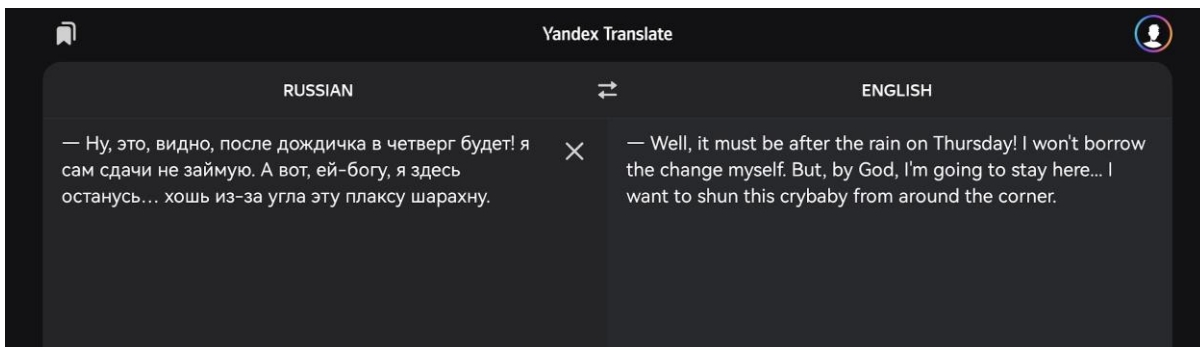 Yandex Translate
RUSSIAN
ENGLISH
— Ну, это, видно, после дождичка в четверг будет! я
сам сдачи не займую. А вот, ей-богу, я здесь
останусь… хошь из-за угла эту плаксу шарахну.
— Well, it must be after the rain on Thursday! I won't borrow
the change myself. But, by God, I'm going to stay here... I
want to shun this crybaby from around the corner.